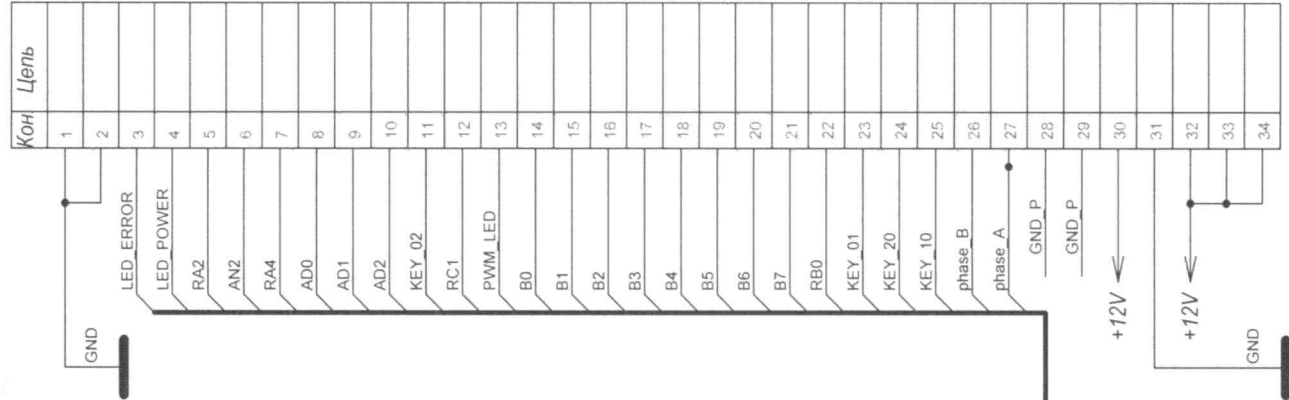 Кон Цепь
1
2
3
4
5
6
7
8
9
10
11
12
13
14
15
16
17
18
19
20
21
22
23
24
25
26
27
28
29
30
31
32
33
34
LED_ERROR
LED_POWER
RA2
AN2
RA4
AD0
AD1
AD2
KEY_02
RC1
PWM_LED
B0
B1
B2
B3
B4
B5
B6
B7
RB0
KEY_01
KEY_20
KEY_10
phase_B
phase_A
GND_P
GND_P
+12V
+12V
GND
GND